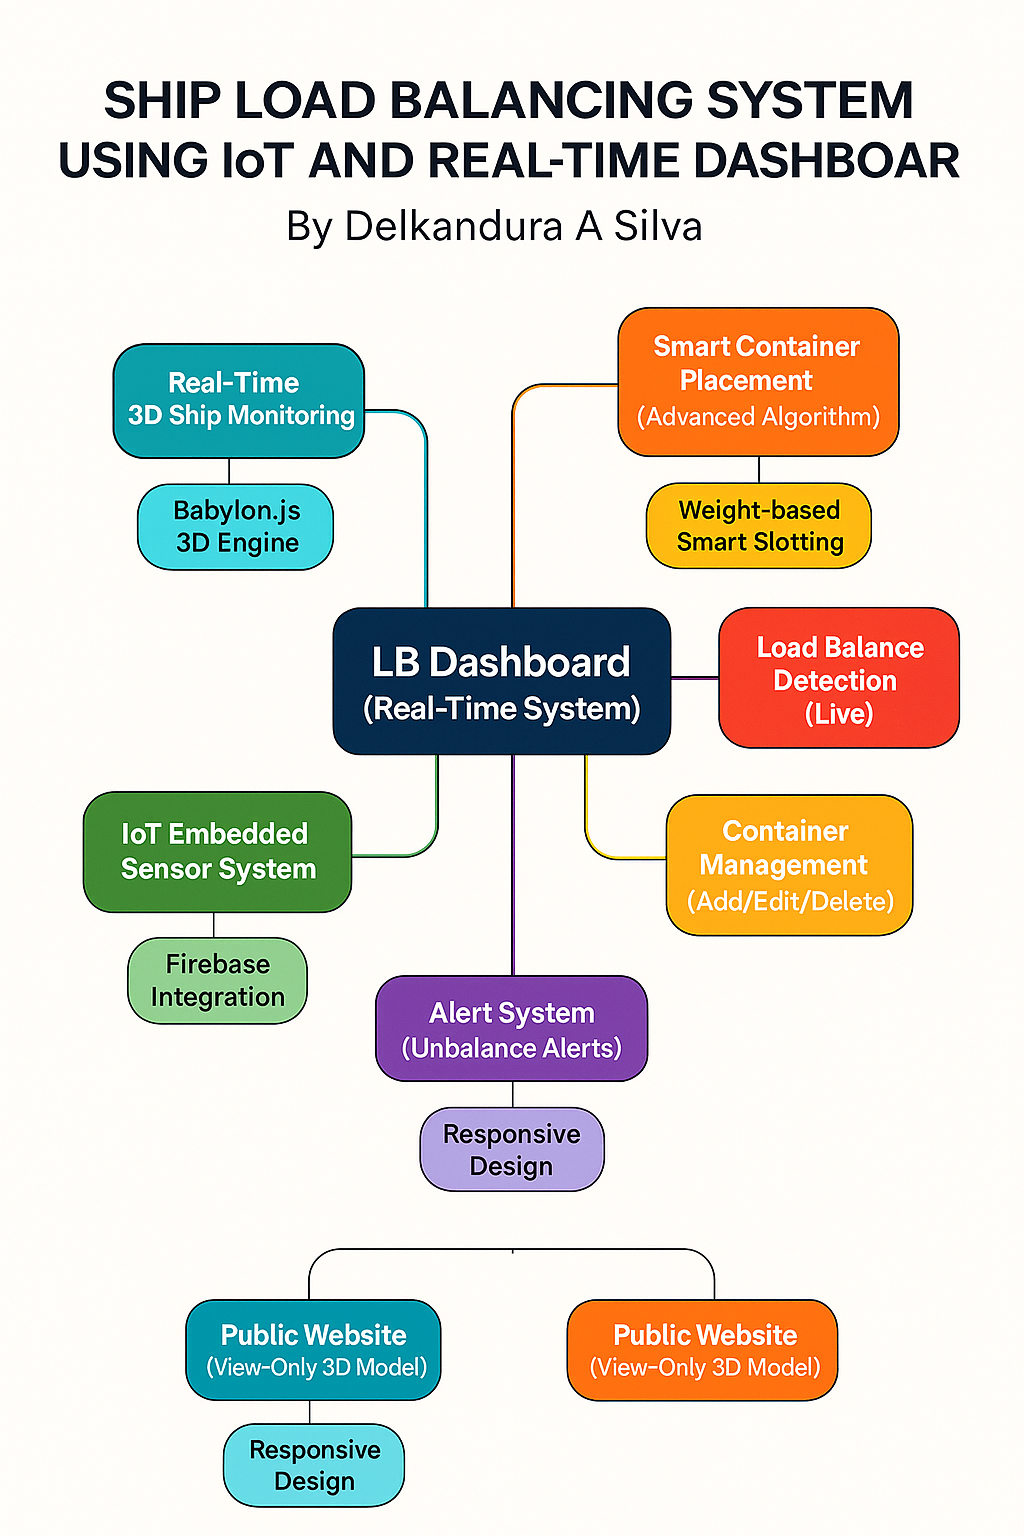 SHIP LOAD BALANCING SYSTEM
USING IoT AND REAL-TIME DASHBOAR
By Delkandura A Silva
Real-Time
3D Ship Monitoring
Babylon.js
3D Engine
Smart Container
Placement
(Advanced Algorithm)
Weight-based
Smart Slotting
LB Dashboard
(Real-Time System)
Load Balance
Detection
(Live)
IoT Embedded
Sensor System
Firebase
Integration
Container
Management
(Add/Edit/Delete)
Alert System
(Unbalance Alerts)
Responsive
Design
Public Website
(View-Only 3D Model)
Responsive
Design
Public Website
(View-Only 3D Model)